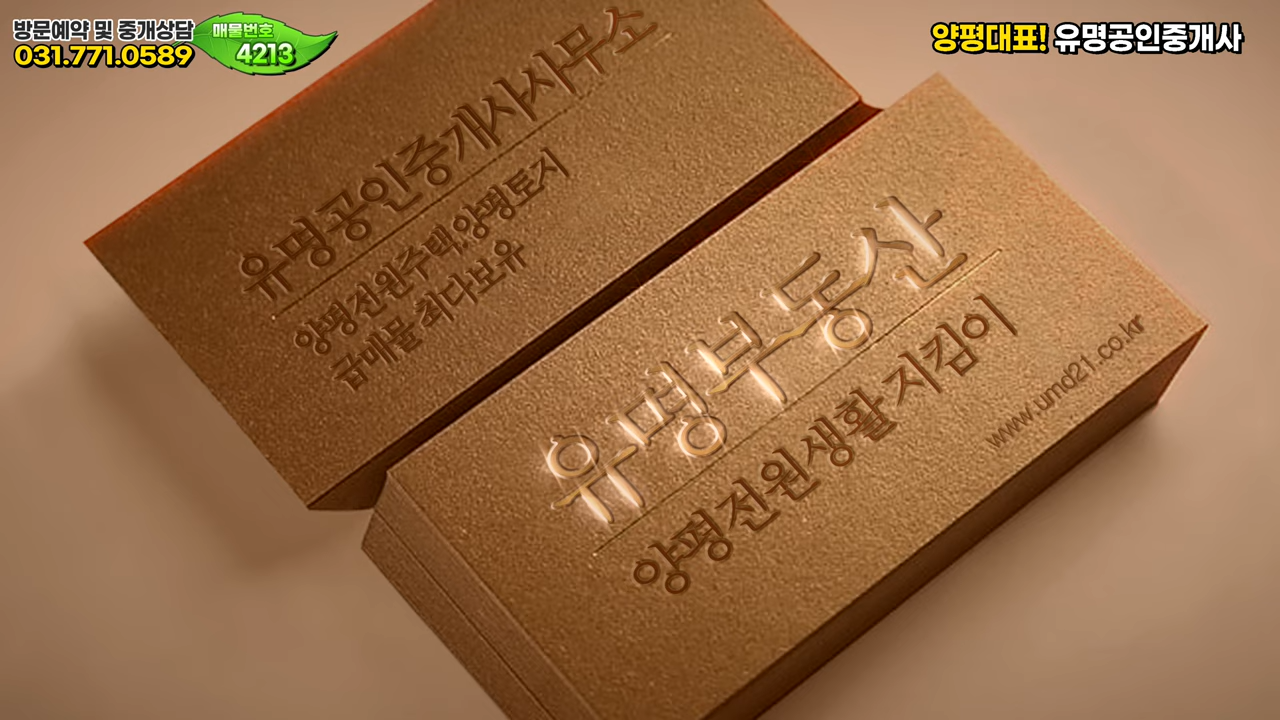 방문예약 및 중개상담
031.771.0589
매물번호
4213
양평대표! 유명공인중개사
유명공인중개사사무소
양평전원주택,양평토지
급매물 최다보유
유명부동산
양평전원생활 지킴이
www.umd21.co.kr